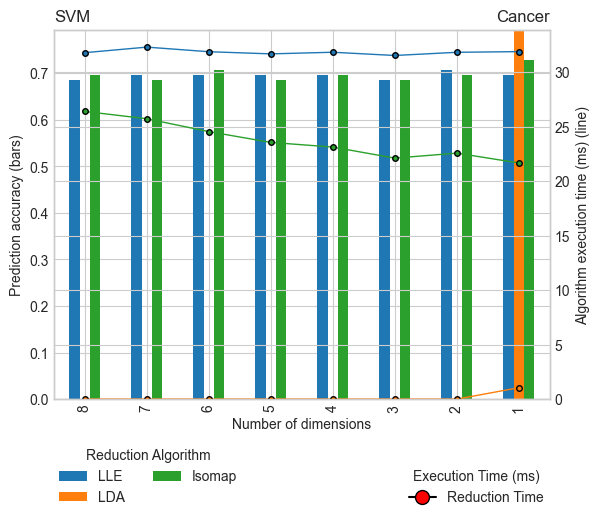 SVM
Cancer
0.7
0.6
0.5
0.4
0.3
0.2
0.1
0.0
Prediction accuracy (bars)
30
25
20
15
10
5
0
Algorithm execution time (ms) (line)
8 7 6 5 4 3 2 1
Number of dimensions
Reduction Algorithm
LLE
Isomap
LDA
Execution Time (ms)
Reduction Time